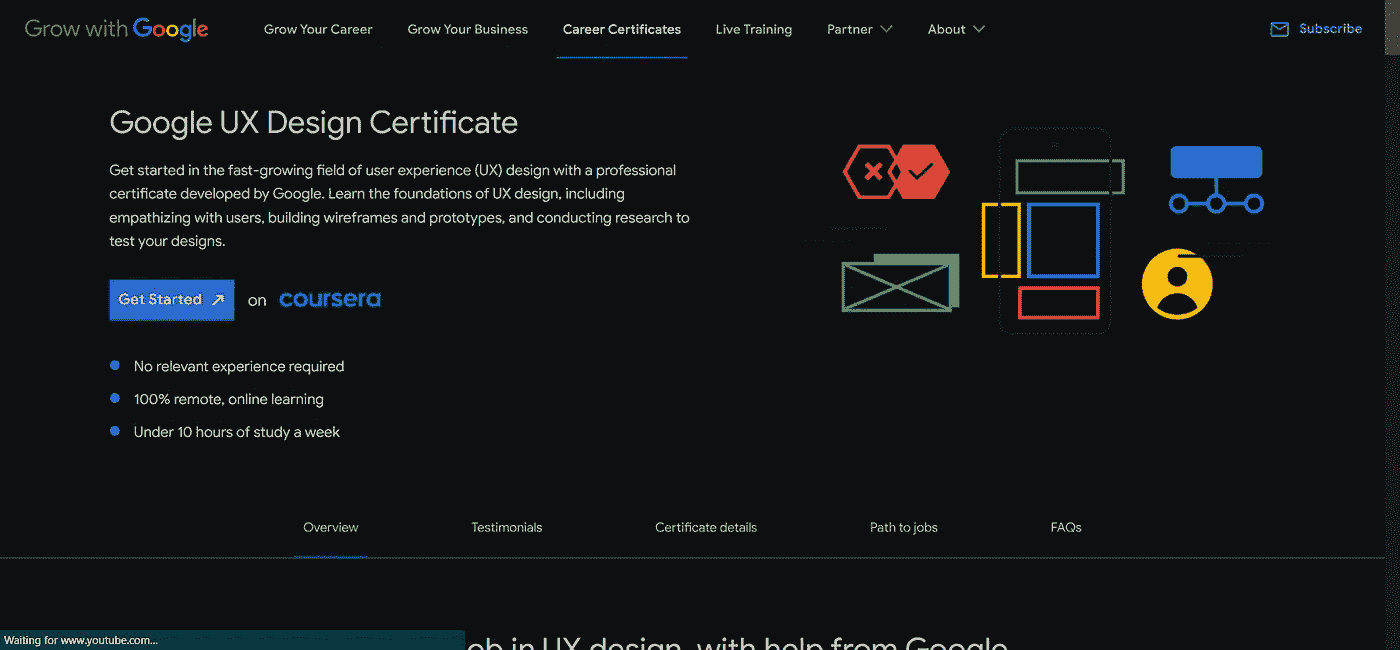 Grow with Google
Grow Your Career
Grow Your Business
Career Certificates
Live Training
Partner
About
Subscribe
Google UX Design Certificate
Get started in the fast-growing field of user experience (UX) design with a professional
certificate developed by Google. Learn the foundations of UX design, including
empathizing with users, building wireframes and prototypes, and conducting research to
test your designs.
Get Started on coursera
No relevant experience required
100% remote, online learning
Under 10 hours of study a week
Overview
Testimonials
Certificate details
Path to jobs
FAQs
in UX design, with help from Google
Waiting for www.youtube.com...